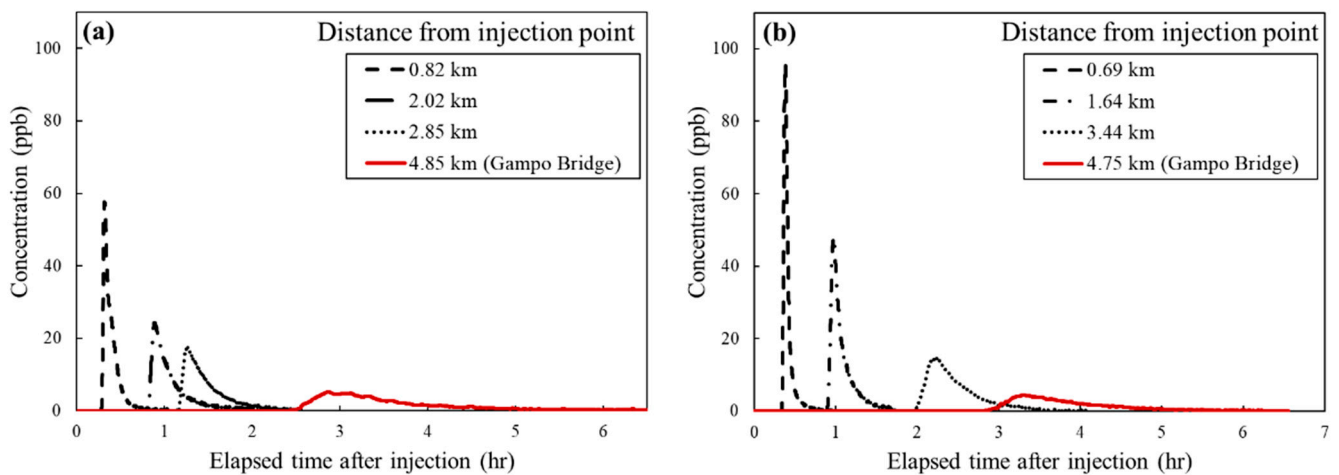 (a)
Distance from injection point
0.82 km
2.02 km
2.85 km
4.85 km (Gampo Bridge)
Concentration (ppb)
100
80
60
40
20
0
0 1 2 3 4 5 6
Elapsed time after injection (hr)
(b)
Distance from injection point
0.69 km
1.64 km
3.44 km
4.75 km (Gampo Bridge)
Concentration (ppb)
100
80
60
40
20
0
0 1 2 3 4 5 6 7
Elapsed time after injection (hr)